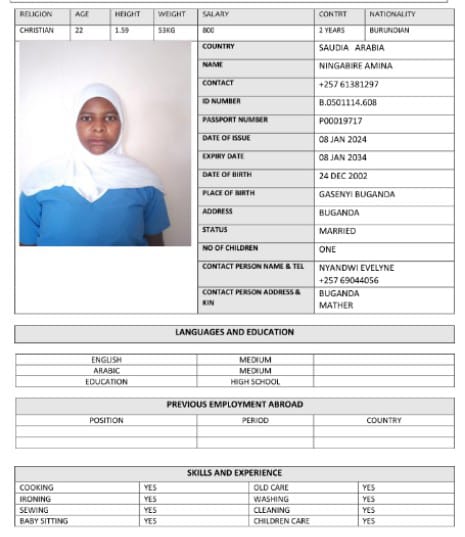 RELIGION AGE HEIGHT WEIGHT SALARY CONTRT NATIONALITY
CHRISTIAN 22 1.59 53KG 800 2 YEARS BURUNDIAN
COUNTRY SAUDIA ARABIA
NAME NINGABIRE AMINA
CONTACT +257 61381297
ID NUMBER B.0501114.608
PASSPORT NUMBER P00019717
DATE OF ISSUE 08 JAN 2024
EXPIRY DATE 08 JAN 2034
DATE OF BIRTH 24 DEC 2002
PLACE OF BIRTH GASENYI BUGANDA
ADDRESS BUGANDA
STATUS MARRIED
NO OF CHILDREN ONE
CONTACT PERSON NAME & TEL NYANDWI EVELYNE
+257 69044056
CONTACT PERSON ADDRESS & BUGANDA
KIN MATHER
LANGUAGES AND EDUCATION
ENGLISH MEDIUM
ARABIC MEDIUM
EDUCATION HIGH SCHOOL
PREVIOUS EMPLOYMENT ABROAD
POSITION PERIOD COUNTRY
SKILLS AND EXPERIENCE
COOKING YES OLD CARE YES
IRONING YES WASHING YES
SEWING YES CLEANING YES
BABY SITTING YES CHILDREN CARE YES